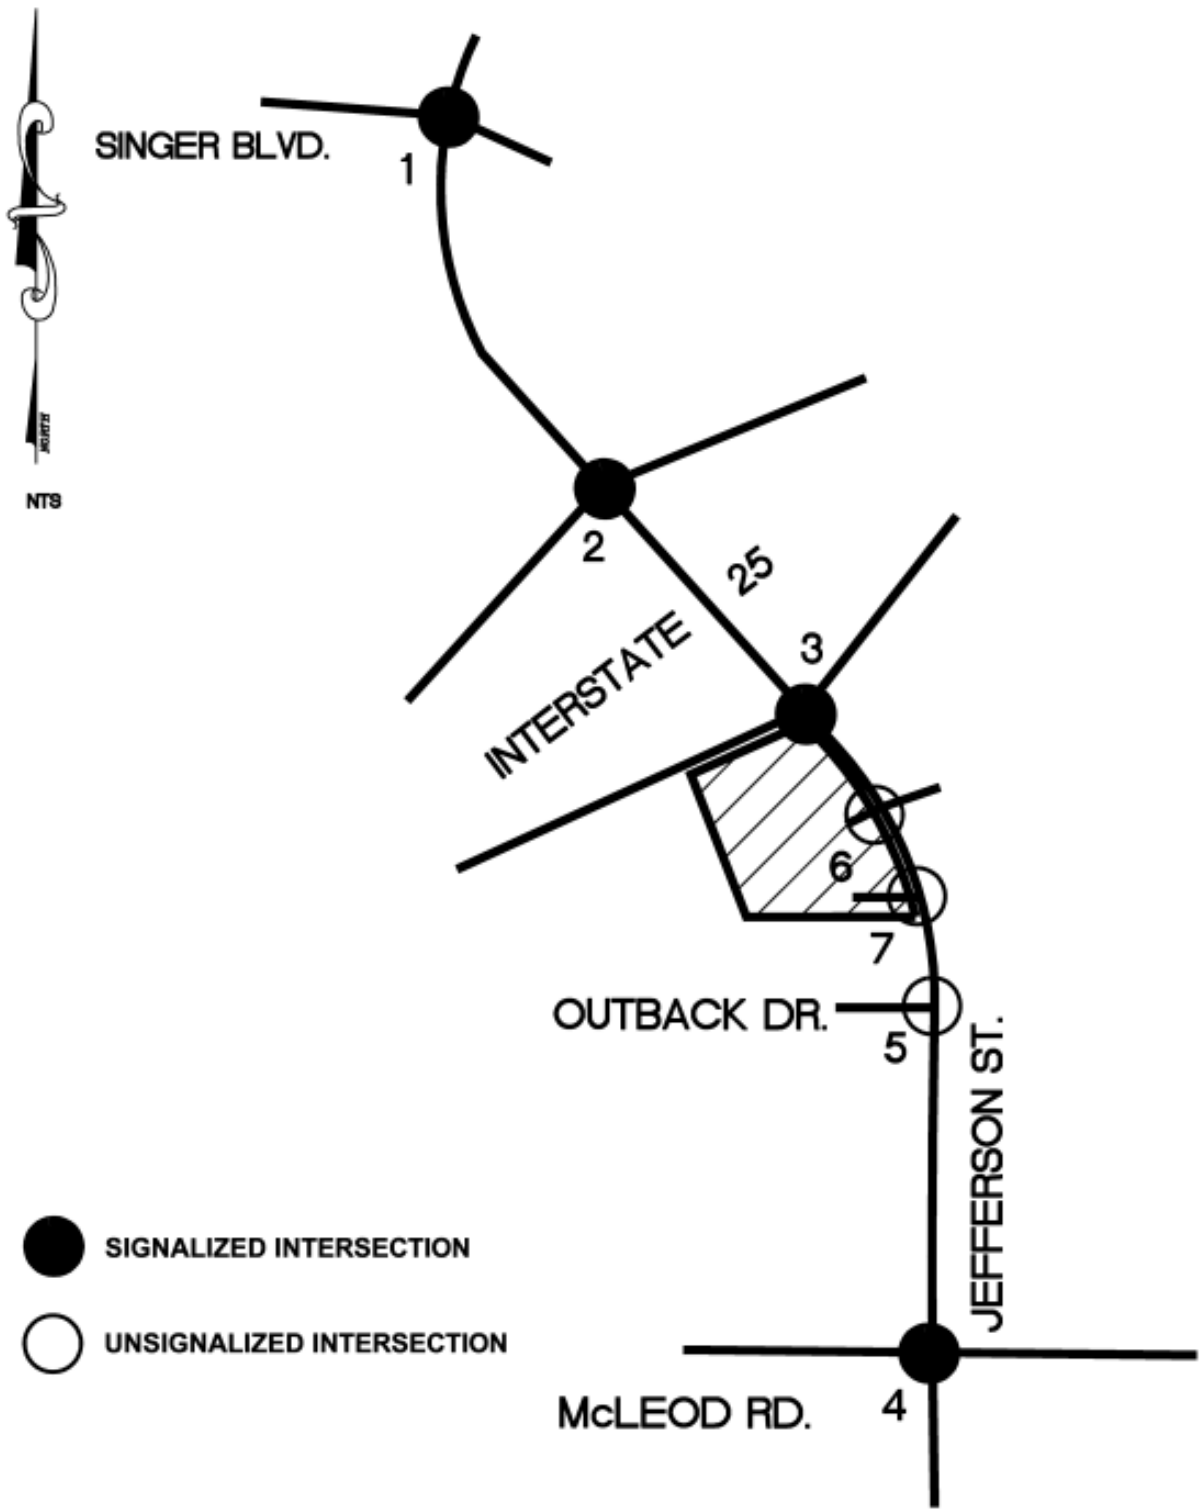 SINGER BLVD.
1
NORTH
NTS
2
25
INTERSTATE
3
6
7
OUTBACK DR.
5
JEFFERSON ST.
SIGNALIZED INTERSECTION
UNSIGNALIZED INTERSECTION
4
McLEOD RD.